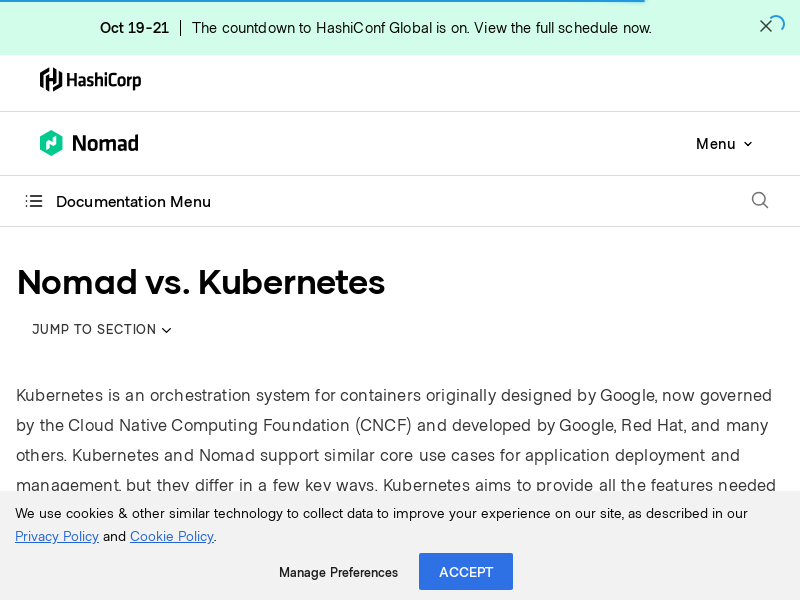 Oct 19-21 | The countdown to HashiConf Global is on. View the full schedule now.
HashiCorp
Nomad
Menu
Documentation Menu
Nomad vs. Kubernetes
JUMP TO SECTION
Kubernetes is an orchestration system for containers originally designed by Google, now governed
by the Cloud Native Computing Foundation (CNCF) and developed by Google, Red Hat, and many
others. Kubernetes and Nomad support similar core use cases for application deployment and
management, but they differ in a few key ways. Kubernetes aims to provide all the features needed
We use cookies & other similar technology to collect data to improve your experience on our site, as described in our
Privacy Policy and Cookie Policy.
Manage Preferences
ACCEPT